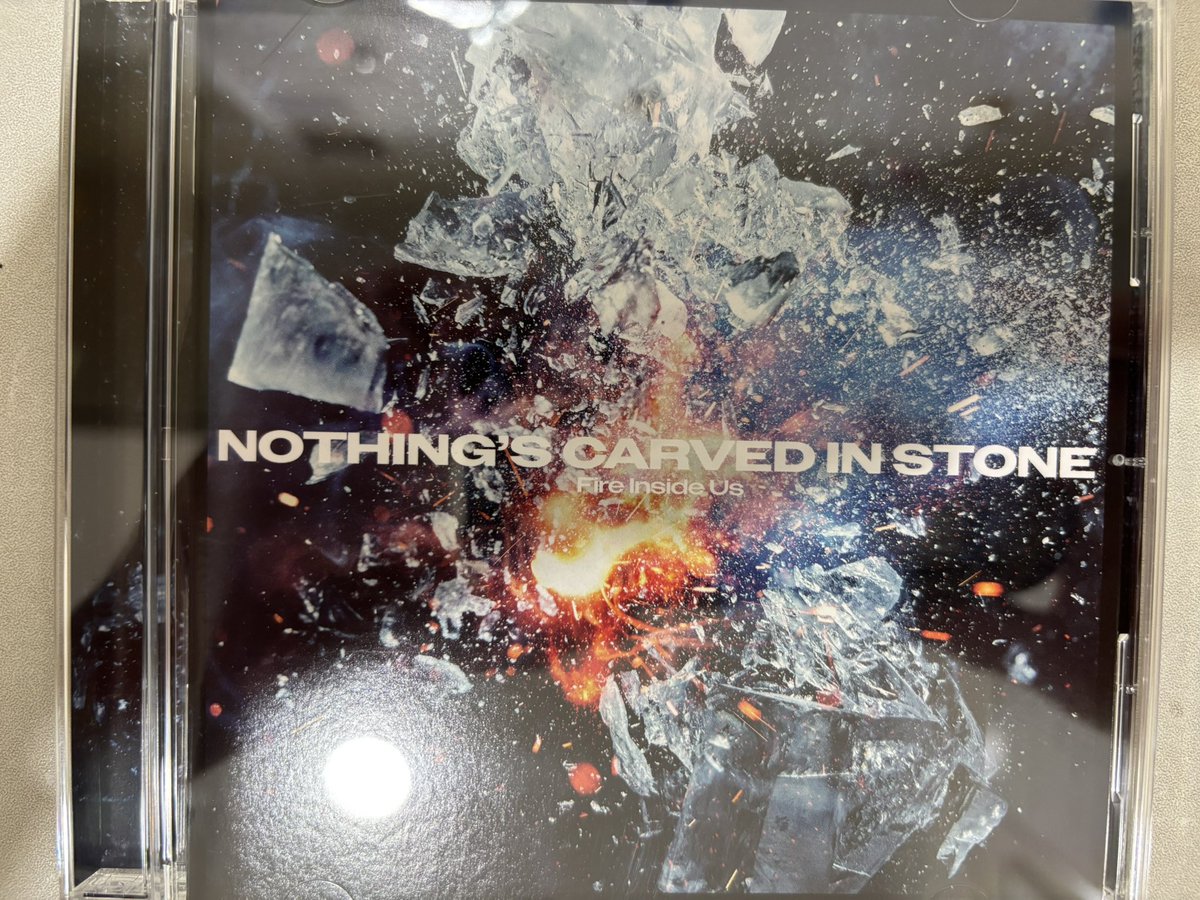 NOTHING'S CARVED IN STONE
Fire Inside Us